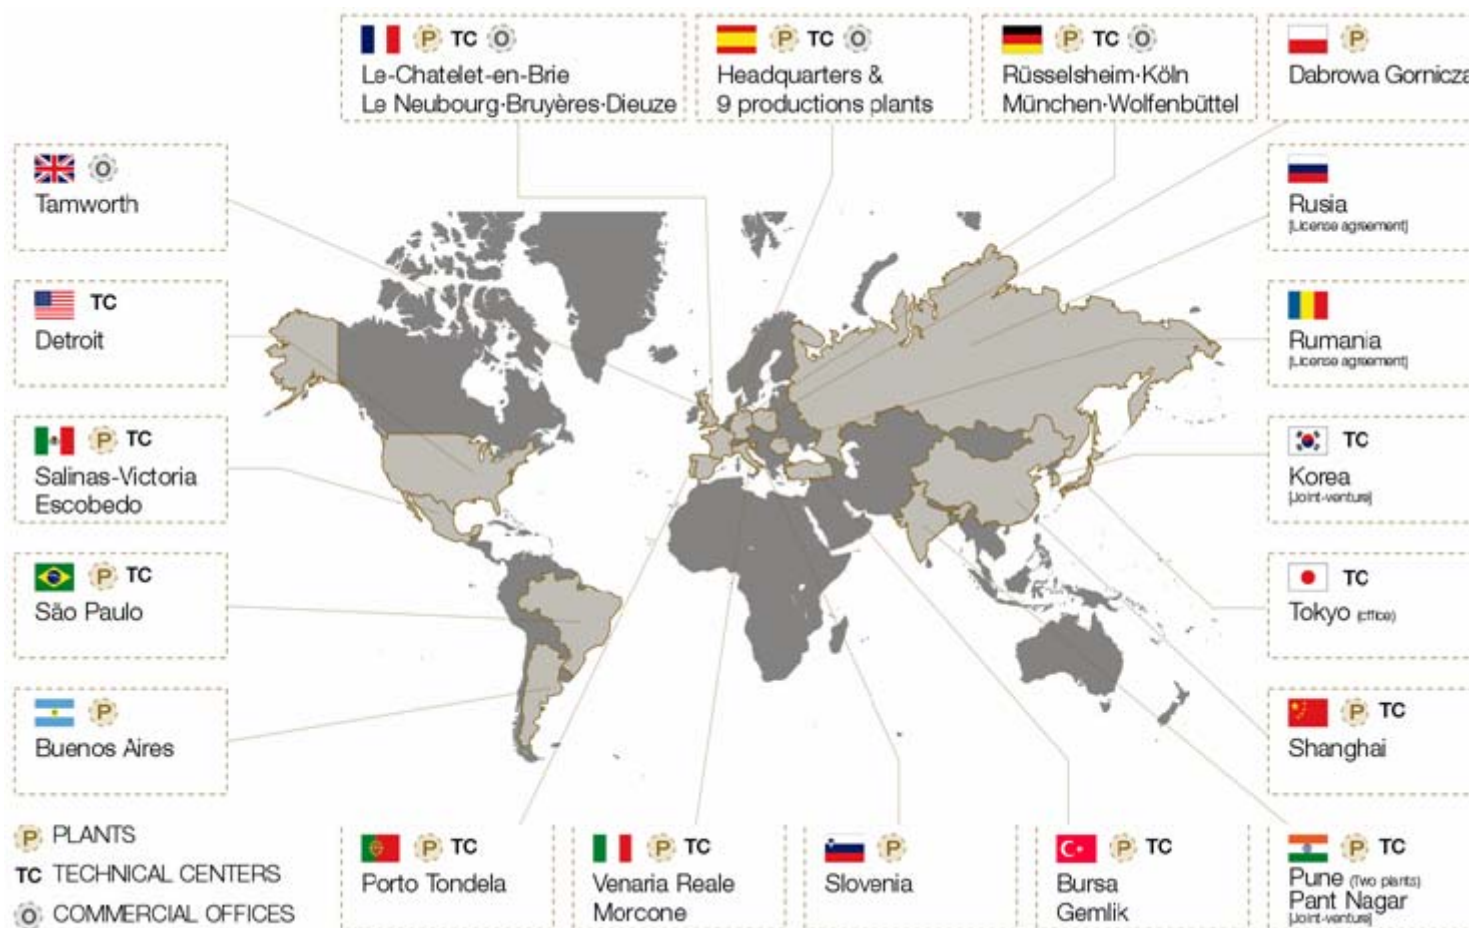 P TC O
Le-Chatelet-en-Brie
Le Neubourg·Bruyères·Dieuze
P TC O
Headquarters &
9 productions plants
P TC O
Rüsselsheim·Köln
München·Wolfenbüttel
P
Dabrowa Gornicza
O
Tamworth
Rusia
[License agreement]
TC
Detroit
Rumania
[License agreement]
P TC
Salinas-Victoria
Escobedo
TC
Korea
[Joint-venture]
P TC
São Paulo
TC
Tokyo (office)
P
Buenos Aires
P TC
Shanghai
P PLANTS
TC TECHNICAL CENTERS
O COMMERCIAL OFFICES
P TC
Porto Tondela
P TC
Venaria Reale
Morcone
P
Slovenia
P TC
Bursa
Gemlik
P TC
Pune (Two plants)
Pant Nagar
[Joint-venture]